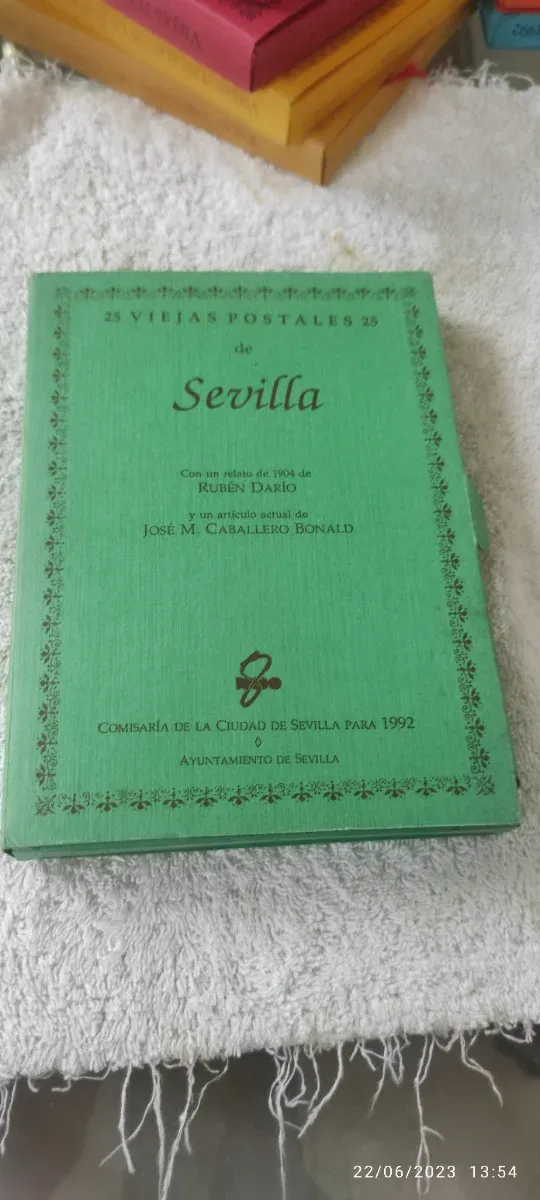 25 VIEJAS POSTALES 25
de
Sevilla
Con un relato de 1904 de
RUBÉN DARÍO
y un artículo actual de
JOSÉ M. CABALLERO BONALD
COMISARÍA DE LA CIUDAD DE SEVILLA PARA 1992
AYUNTAMIENTO DE SEVILLA
22/06/2023 13:54